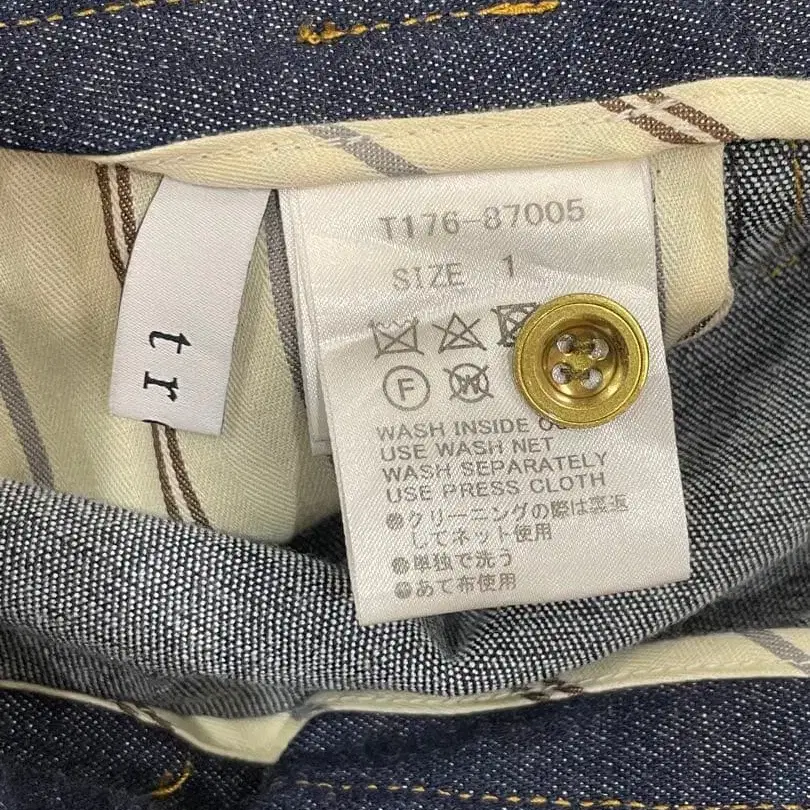 T176-87005
SIZE 1
F W
WASH INSIDE
USE WASH NET
WASH SEPARATELY
USE PRESS CLOTH
●クリーニングの際は裏返
してネット使用
●単独で洗う
●あて布使用
tr